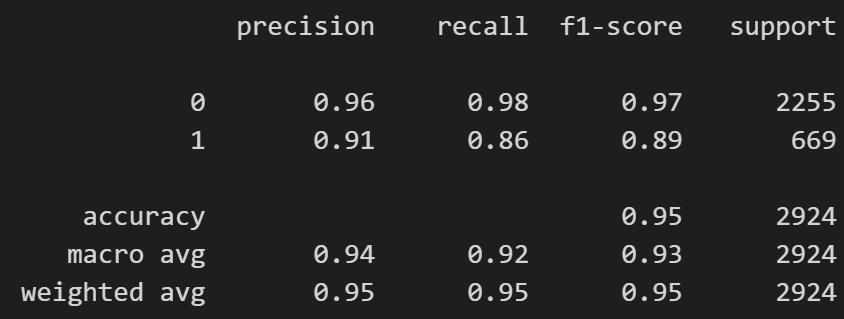 precision recall f1-score support
0 0.96 0.98 0.97 2255
1 0.91 0.86 0.89 669
accuracy 0.95 2924
macro avg 0.94 0.92 0.93 2924
weighted avg 0.95 0.95 0.95 2924